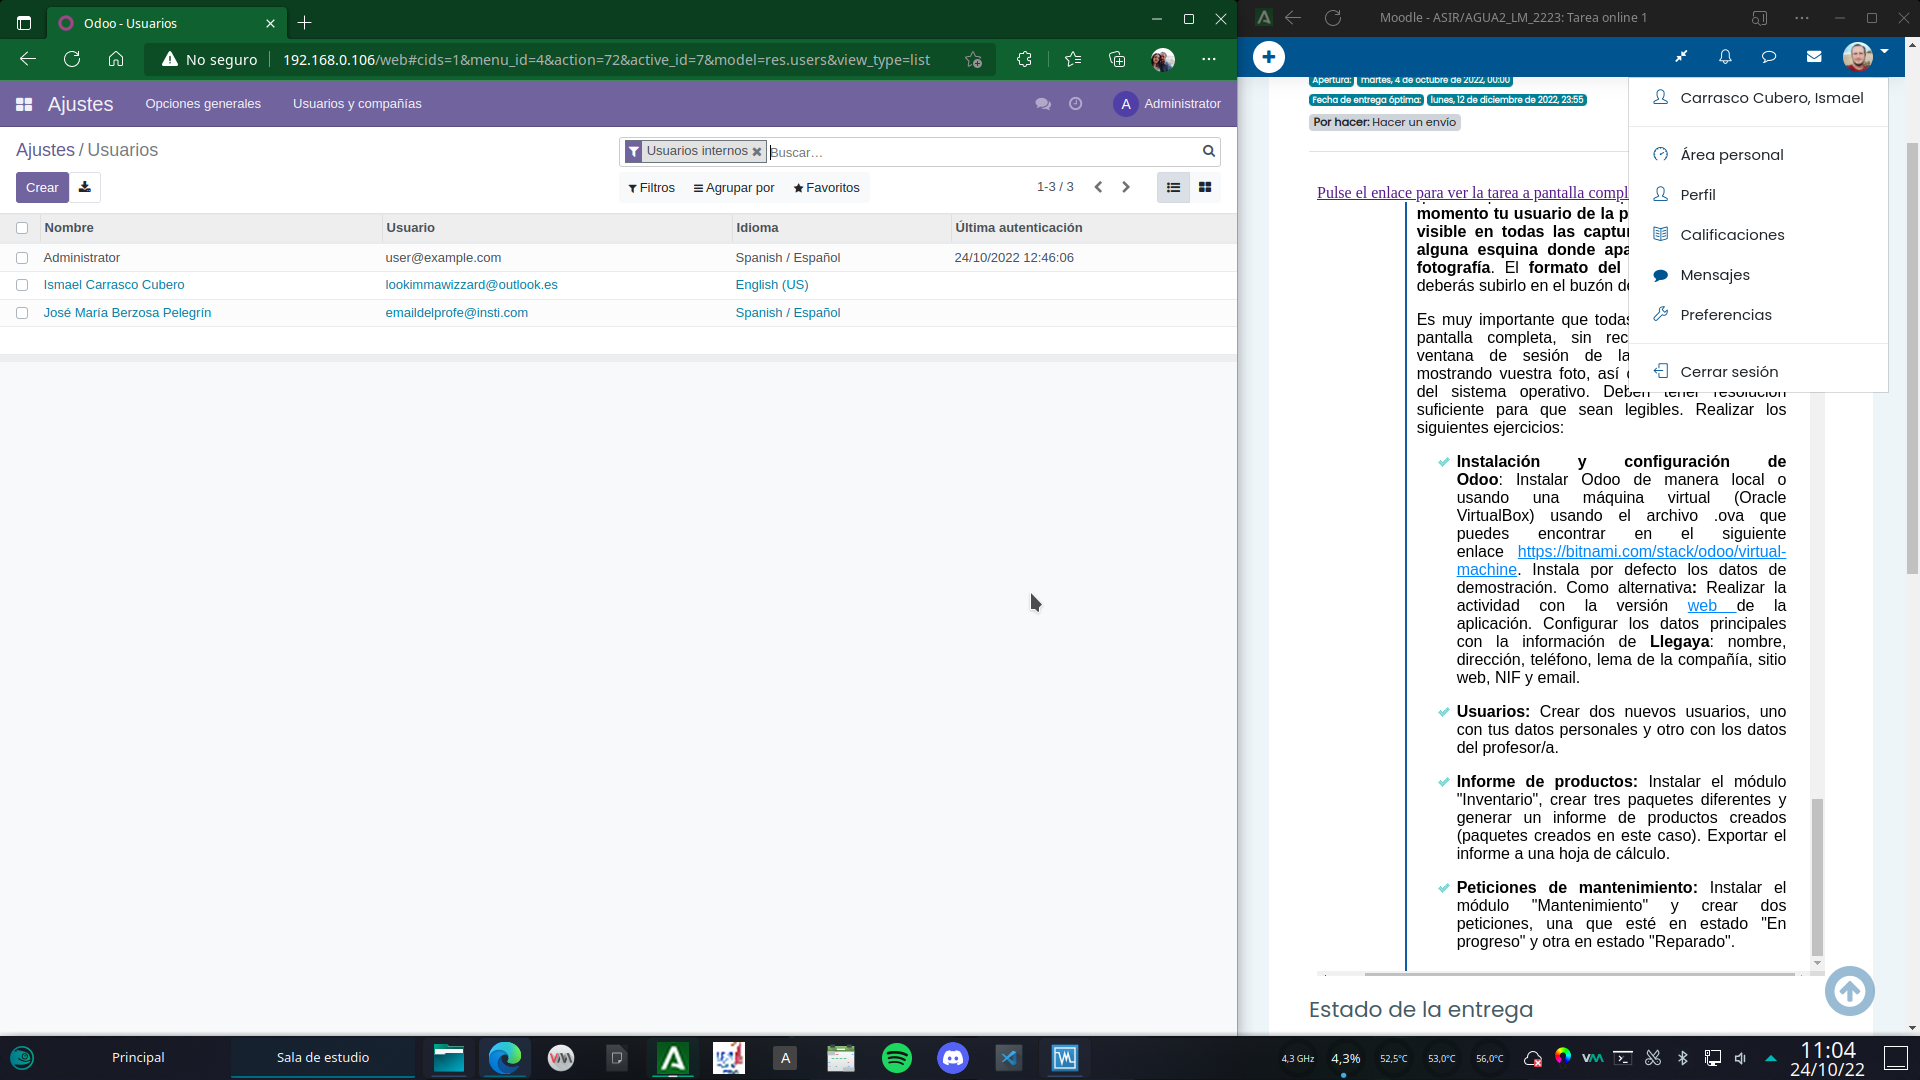 Odoo - Usuarios
No seguro
192.168.0.106/web#cids=1&menu_id=4&action=72&active_id=7&model=res.users&view_type=list
Ajustes
Opciones generales
Usuarios y compañías
A
Administrator
Ajustes / Usuarios
Usuarios internos
Buscar...
Crear
Filtros
Agrupar por
Favoritos
1-3 / 3
Nombre
Usuario
Idioma
Última autenticación
Administrator
user@example.com
Spanish / Español
24/10/2022 12:46:06
Ismael Carrasco Cubero
lookimmawizzard@outlook.es
English (US)
José María Berzosa Pelegrín
emaildelprofe@insti.com
Spanish / Español
Moodle - ASIR/AGUA2_LM_2223: Tarea online 1
Apertura: martes, 4 de octubre de 2022, 00:00
Fecha de entrega óptima: lunes, 12 de diciembre de 2022, 23:55
Por hacer: Hacer un envío
Carrasco Cubero, Ismael
Área personal
Perfil
Calificaciones
Mensajes
Preferencias
Cerrar sesión
Pulse el enlace para ver la tarea a pantalla compl
momento tu usuario de la p
visible en todas las captur
alguna esquina donde apa
fotografía. El formato del
deberás subirlo en el buzón de
Es muy importante que todas
pantalla completa, sin rec
ventana de sesión de la
mostrando vuestra foto, así
del sistema operativo. Deben tener resolución
suficiente para que sean legibles. Realizar los
siguientes ejercicios:
Instalación y configuración de
Odoo: Instalar Odoo de manera local o
usando una máquina virtual (Oracle
VirtualBox) usando el archivo .ova que
puedes encontrar en el siguiente
enlace https://bitnami.com/stack/odoo/virtual-
machine. Instala por defecto los datos de
demostración. Como alternativa: Realizar la
actividad con la versión web de la
aplicación. Configurar los datos principales
con la información de Llegaya: nombre,
dirección, teléfono, lema de la compañía, sitio
web, NIF y email.
Usuarios: Crear dos nuevos usuarios, uno
con tus datos personales y otro con los datos
del profesor/a.
Informe de productos: Instalar el módulo
"Inventario", crear tres paquetes diferentes y
generar un informe de productos creados
(paquetes creados en este caso). Exportar el
informe a una hoja de cálculo.
Peticiones de mantenimiento: Instalar el
módulo "Mantenimiento" y crear dos
peticiones, una que esté en estado "En
progreso" y otra en estado "Reparado".
Estado de la entrega
Principal
Sala de estudio
A
4,3 GHz
4,3%
52,5°C
53,0°C
56,0°C
11:04
24/10/22